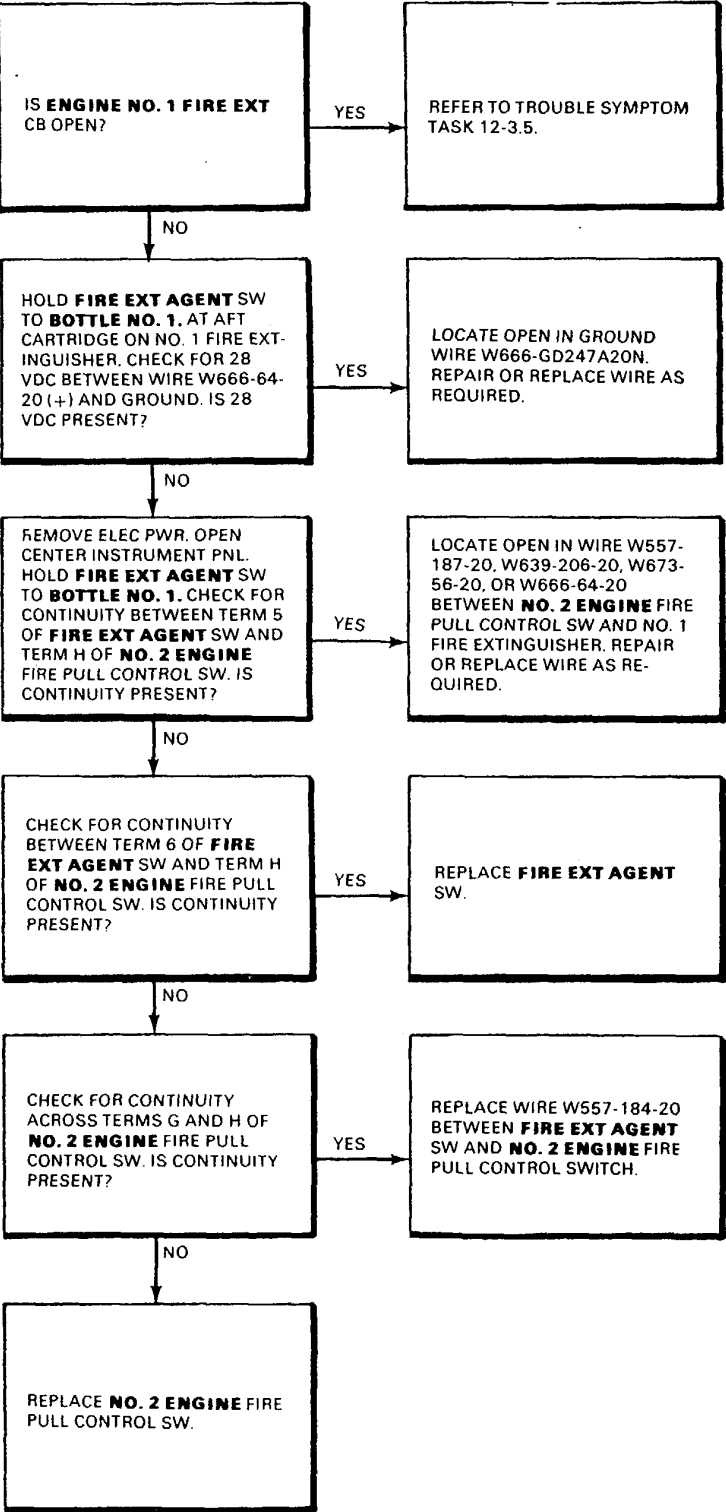 IS ENGINE NO. 1 FIRE EXT
CB OPEN?
YES
REFER TO TROUBLE SYMPTOM
TASK 12-3.5.
NO
HOLD FIRE EXT AGENT SW
TO BOTTLE NO. 1. AT AFT
CARTRIDGE ON NO. 1 FIRE EXT-
INGUISHER, CHECK FOR 28
VDC BETWEEN WIRE W666-64-
20 (+) AND GROUND. IS 28
VDC PRESENT?
YES
LOCATE OPEN IN GROUND
WIRE W666-GD247A20N.
REPAIR OR REPLACE WIRE AS
REQUIRED.
NO
REMOVE ELEC PWR. OPEN
CENTER INSTRUMENT PNL.
HOLD FIRE EXT AGENT SW
TO BOTTLE NO. 1. CHECK FOR
CONTINUITY BETWEEN TERM 5
OF FIRE EXT AGENT SW AND
TERM H OF NO. 2 ENGINE
FIRE PULL CONTROL SW. IS
CONTINUITY PRESENT?
YES
LOCATE OPEN IN WIRE W557-
187-20, W639-206-20, W673-
56-20, OR W666-64-20
BETWEEN NO. 2 ENGINE FIRE
PULL CONTROL SW AND NO. 1
FIRE EXTINGUISHER. REPAIR
OR REPLACE WIRE AS RE-
QUIRED.
NO
CHECK FOR CONTINUITY
BETWEEN TERM 6 OF FIRE
EXT AGENT SW AND TERM H
OF NO. 2 ENGINE FIRE PULL
CONTROL SW. IS CONTINUITY
PRESENT?
YES
REPLACE FIRE EXT AGENT
SW.
NO
CHECK FOR CONTINUITY
ACROSS TERMS G AND H OF
NO. 2 ENGINE FIRE PULL
CONTROL SW. IS CONTINUITY
PRESENT?
YES
REPLACE WIRE W557-184-20
BETWEEN FIRE EXT AGENT
SW AND NO. 2 ENGINE FIRE
PULL CONTROL SWITCH.
NO
REPLACE NO. 2 ENGINE FIRE
PULL CONTROL SW.